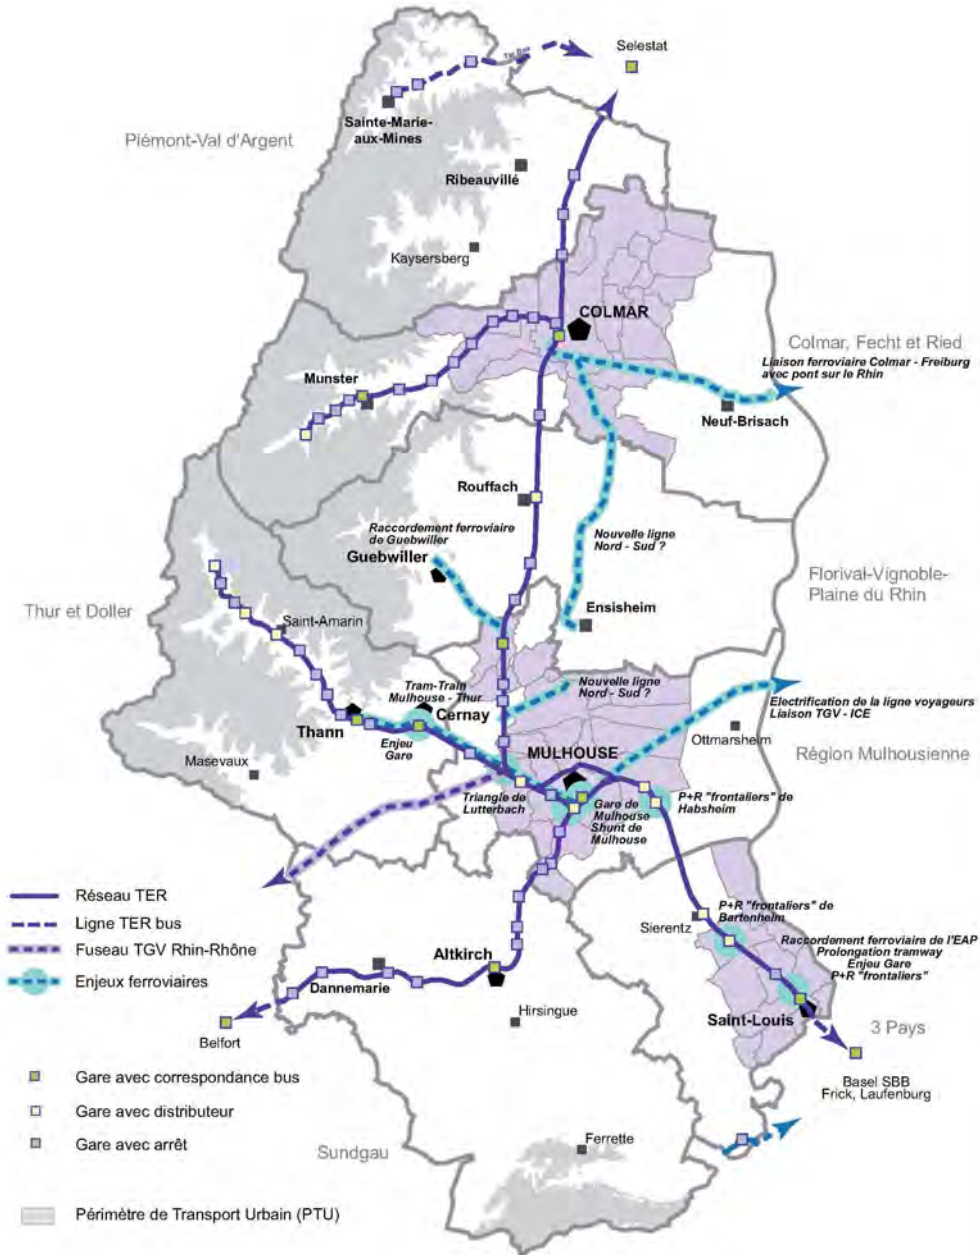 Ter Bus
Selestat
Sainte-Marie-
aux-Mines
Piémont-Val d'Argent
Ribeauvillé
Kaysersberg
COLMAR
Colmar, Fecht et Ried
Liaison ferroviaire Colmar - Freiburg
avec pont sur le Rhin
Munster
Neuf-Brisach
Rouffach
Raccordement ferroviaire
de Guebwiller
Guebwiller
Nouvelle ligne
Nord - Sud ?
Florival-Vignoble-
Plaine du Rhin
Thur et Doller
Ensisheim
Saint-Amarin
Tram-Train
Mulhouse - Thur
Nouvelle ligne
Nord - Sud ?
Cernay
Electrification de la ligne voyageurs
Liaison TGV - ICE
Thann
Enjeu
Gare
Ottmarsheim
MULHOUSE
Région Mulhousienne
Masevaux
Triangle de
Lutterbach
Gare de
Mulhouse
Shunt de
Mulhouse
P+R "frontaliers" de
Habsheim
Réseau TER
Ligne TER bus
Fuseau TGV Rhin-Rhône
Enjeux ferroviaires
P+R "frontaliers" de
Bartenheim
Sierentz
Raccordement ferroviaire de l'EAP
Prolongation tramway
Enjeu Gare
P+R "frontaliers"
Altkirch
Dannemarie
Hirsingue
Saint-Louis
3 Pays
Belfort
Basel SBB
Frick, Laufenburg
Gare avec correspondance bus
Gare avec distributeur
Gare avec arrêt
Sundgau
Ferrette
Périmètre de Transport Urbain (PTU)